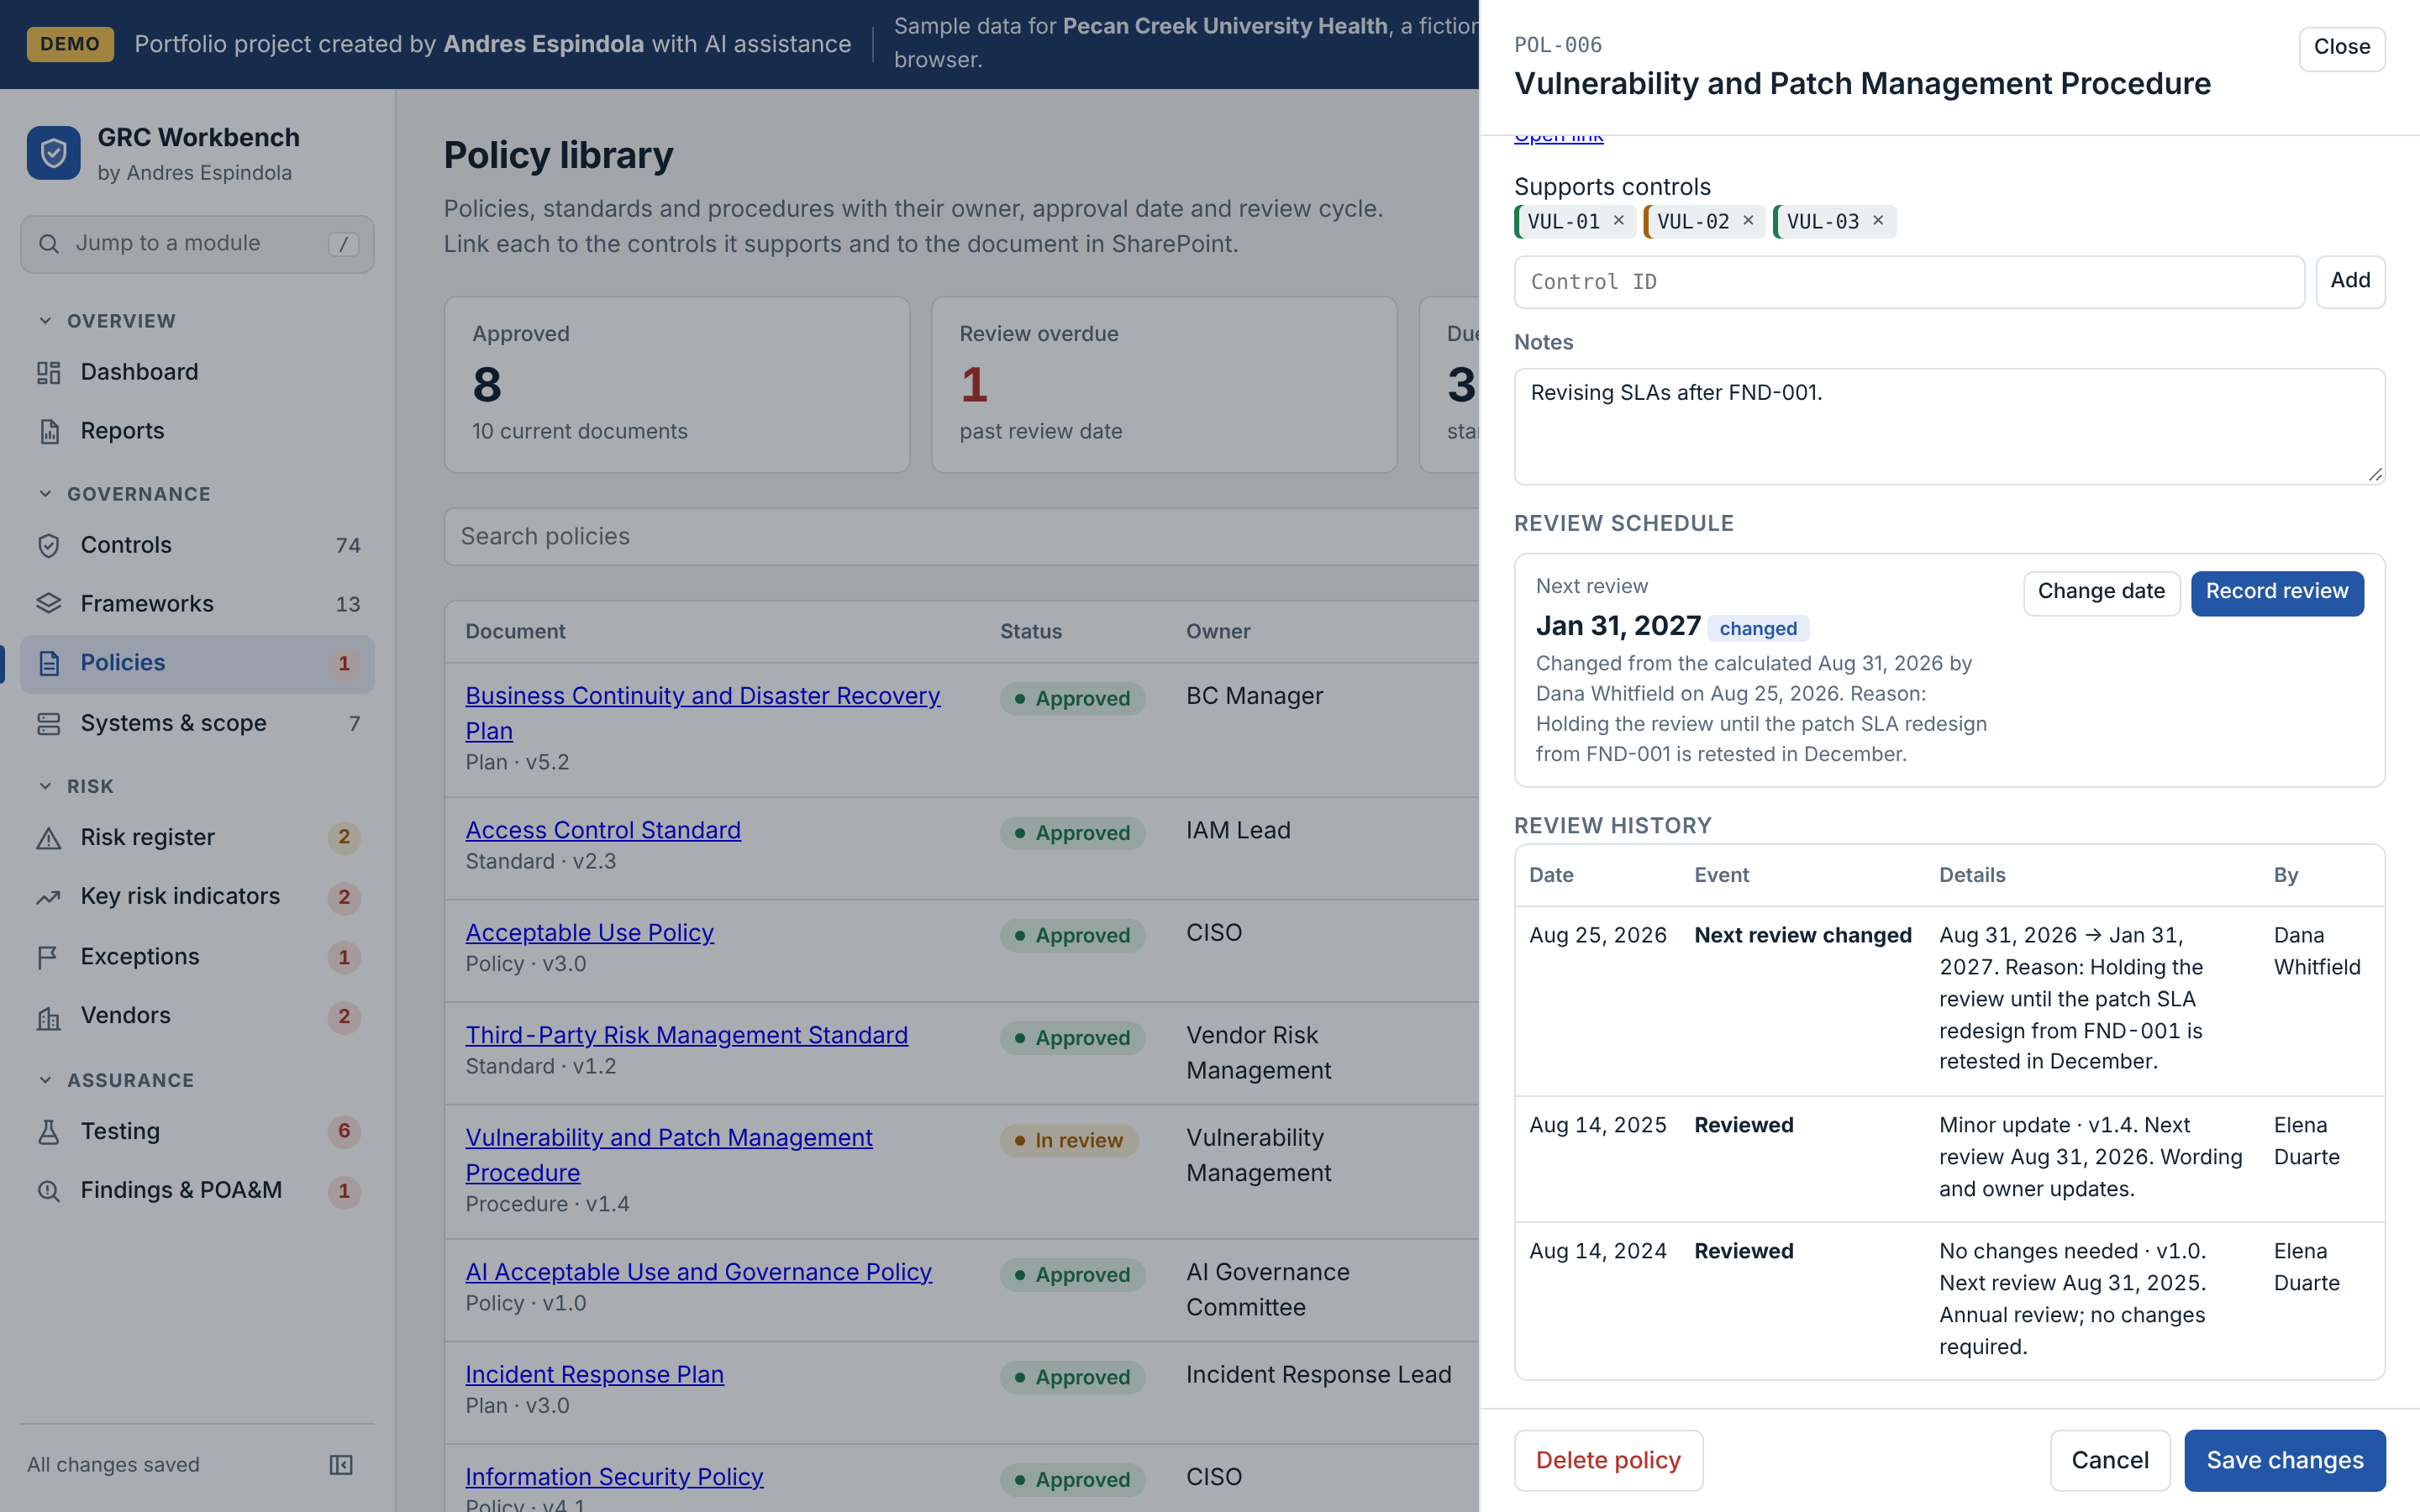 DEMO
Portfolio project created by Andres Espindola with AI assistance
Sample data for Pecan Creek University Health, a fiction
browser.
GRC Workbench
by Andres Espindola
Jump to a module
/
OVERVIEW
Dashboard
Reports
GOVERNANCE
Controls 74
Frameworks 13
Policies 1
Systems & scope 7
RISK
Risk register 2
Key risk indicators 2
Exceptions 1
Vendors 2
ASSURANCE
Testing 6
Findings & POA&M 1
All changes saved
Policy library
Policies, standards and procedures with their owner, approval date and review cycle.
Link each to the controls it supports and to the document in SharePoint.
Approved
8
10 current documents
Review overdue
1
past review date
Due
3
sta
Search policies
Document Status Owner
Business Continuity and Disaster Recovery
Plan
Plan · v5.2
Approved
BC Manager
Access Control Standard
Standard · v2.3
Approved
IAM Lead
Acceptable Use Policy
Policy · v3.0
Approved
CISO
Third-Party Risk Management Standard
Standard · v1.2
Approved
Vendor Risk
Management
Vulnerability and Patch Management
Procedure
Procedure · v1.4
In review
Vulnerability
Management
AI Acceptable Use and Governance Policy
Policy · v1.0
Approved
AI Governance
Committee
Incident Response Plan
Plan · v3.0
Approved
Incident Response Lead
Information Security Policy
Policy · v4.1
Approved
CISO
POL-006
Vulnerability and Patch Management Procedure
Close
Open link
Supports controls
VUL-01 × VUL-02 × VUL-03 ×
Control ID
Add
Notes
Revising SLAs after FND-001.
REVIEW SCHEDULE
Next review
Jan 31, 2027 changed
Changed from the calculated Aug 31, 2026 by
Dana Whitfield on Aug 25, 2026. Reason:
Holding the review until the patch SLA redesign
from FND-001 is retested in December.
Change date
Record review
REVIEW HISTORY
Date Event Details By
Aug 25, 2026
Next review changed
Aug 31, 2026 → Jan 31,
2027. Reason: Holding the
review until the patch SLA
redesign from FND-001 is
retested in December.
Dana
Whitfield
Aug 14, 2025
Reviewed
Minor update · v1.4. Next
review Aug 31, 2026. Wording
and owner updates.
Elena
Duarte
Aug 14, 2024
Reviewed
No changes needed · v1.0.
Next review Aug 31, 2025.
Annual review; no changes
required.
Elena
Duarte
Delete policy
Cancel
Save changes